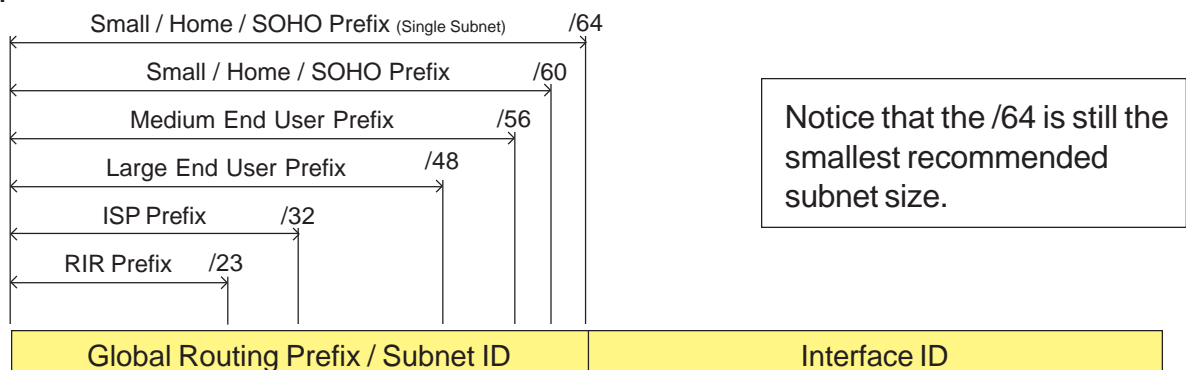 Small / Home / SOHO Prefix (Single Subnet) /64
Small / Home / SOHO Prefix /60
Medium End User Prefix /56
Large End User Prefix /48
ISP Prefix /32
RIR Prefix /23
Notice that the /64 is still the
smallest recommended
subnet size.
Global Routing Prefix / Subnet ID
Interface ID